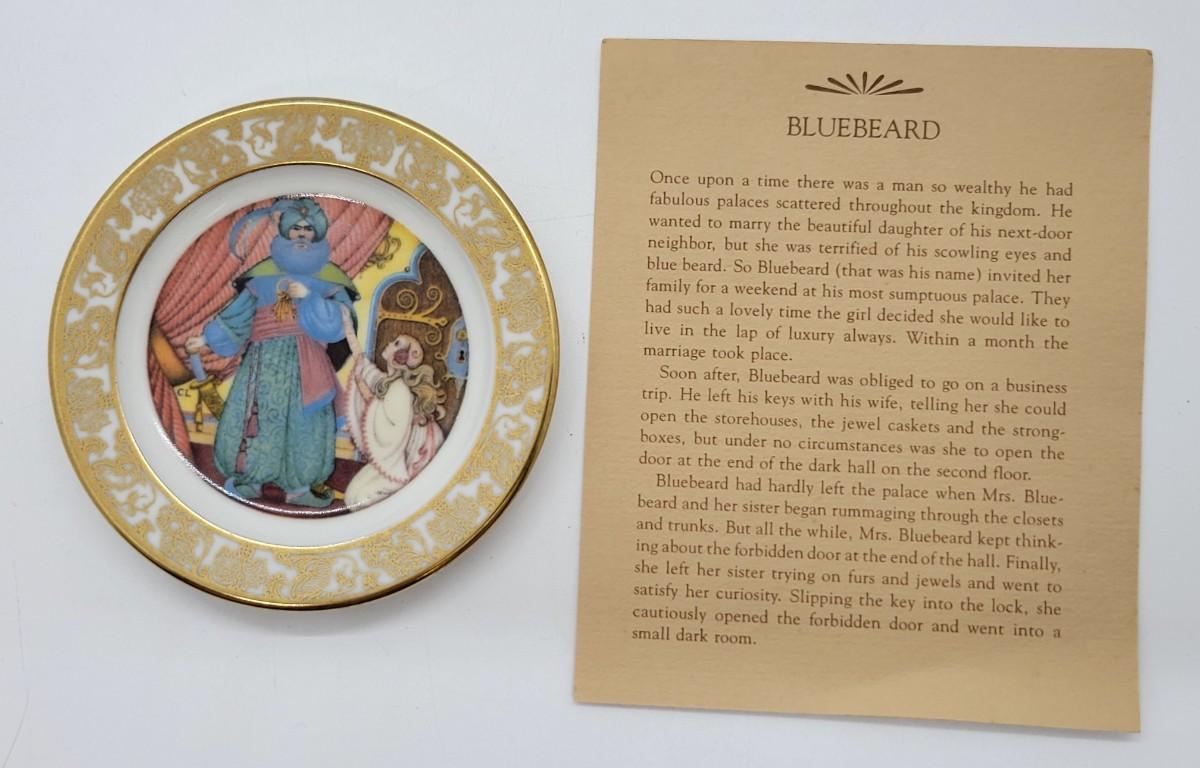 CL
BLUEBEARD
Once upon a time there was a man so wealthy he had
fabulous palaces scattered throughout the kingdom. He
wanted to marry the beautiful daughter of his next-door
neighbor, but she was terrified of his scowling eyes and
blue beard. So Bluebeard (that was his name) invited her
family for a weekend at his most sumptuous palace. They
had such a lovely time the girl decided she would like to
live in the lap of luxury always. Within a month the
marriage took place.
Soon after, Bluebeard was obliged to go on a business
trip. He left his keys with his wife, telling her she could
open the storehouses, the jewel caskets and the strong-
boxes, but under no circumstances was she to open the
door at the end of the dark hall on the second floor.
Bluebeard had hardly left the palace when Mrs. Blue-
beard and her sister began rummaging through the closets
and trunks. But all the while, Mrs. Bluebeard kept think-
ing about the forbidden door at the end of the hall. Finally,
she left her sister trying on furs and jewels and went to
satisfy her curiosity. Slipping the key into the lock, she
cautiously opened the forbidden door and went into a
small dark room.